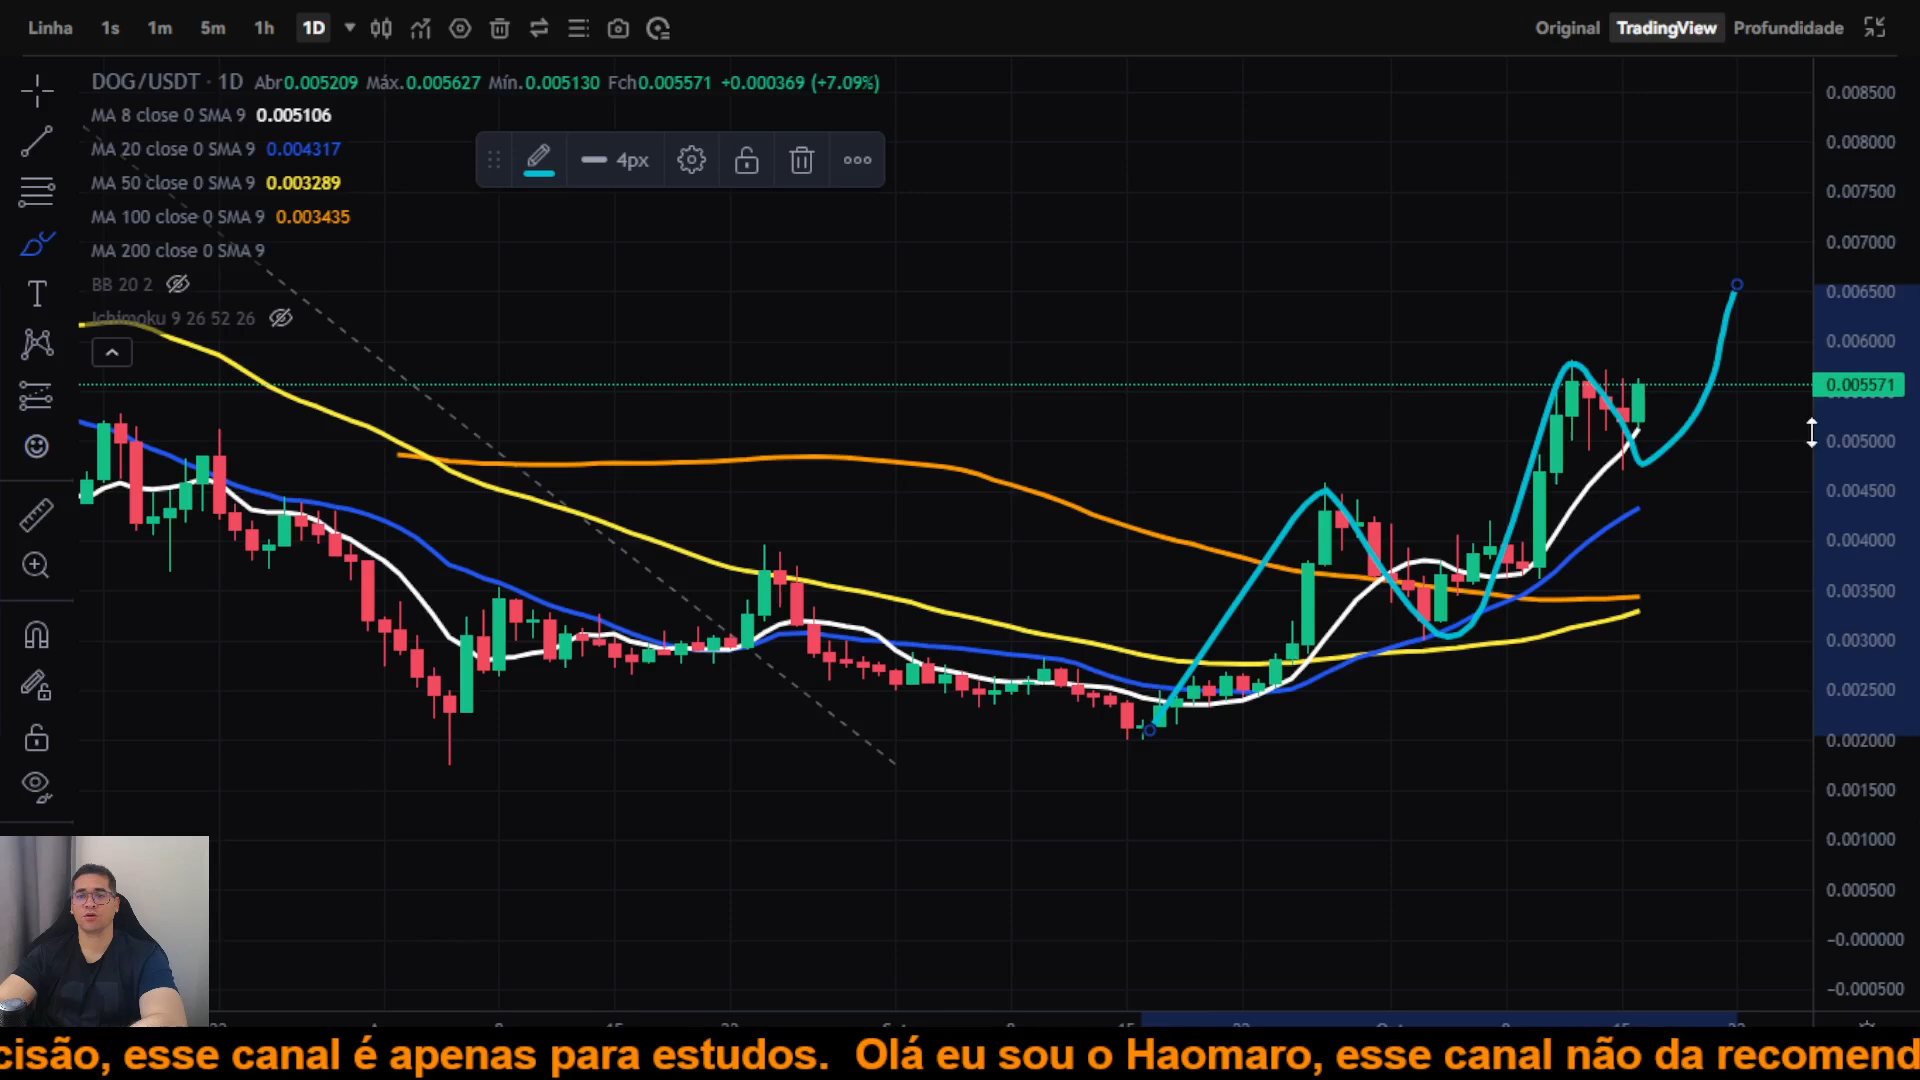 Linha 1s 1m 5m 1h 1D
Original TradingView Profundidade
DOG/USDT · 1D Abr0.005209 Máx.0.005627 Mín.0.005130 Fch0.005571 +0.000369 (+7.09%)
MA 8 close 0 SMA 9 0.005106
MA 20 close 0 SMA 9 0.004317
MA 50 close 0 SMA 9 0.003289
MA 100 close 0 SMA 9 0.003435
MA 200 close 0 SMA 9
BB 20 2
Ichimoku 9 26 52 26
4px
0.008500
0.008000
0.007500
0.007000
0.006500
0.006000
0.005571
0.005000
0.004500
0.004000
0.003500
0.003000
0.002500
0.002000
0.001500
0.001000
0.000500
-0.000000
-0.000500
cisão, esse canal é apenas para estudos. Olá eu sou o Haomaro, esse canal não da recomend